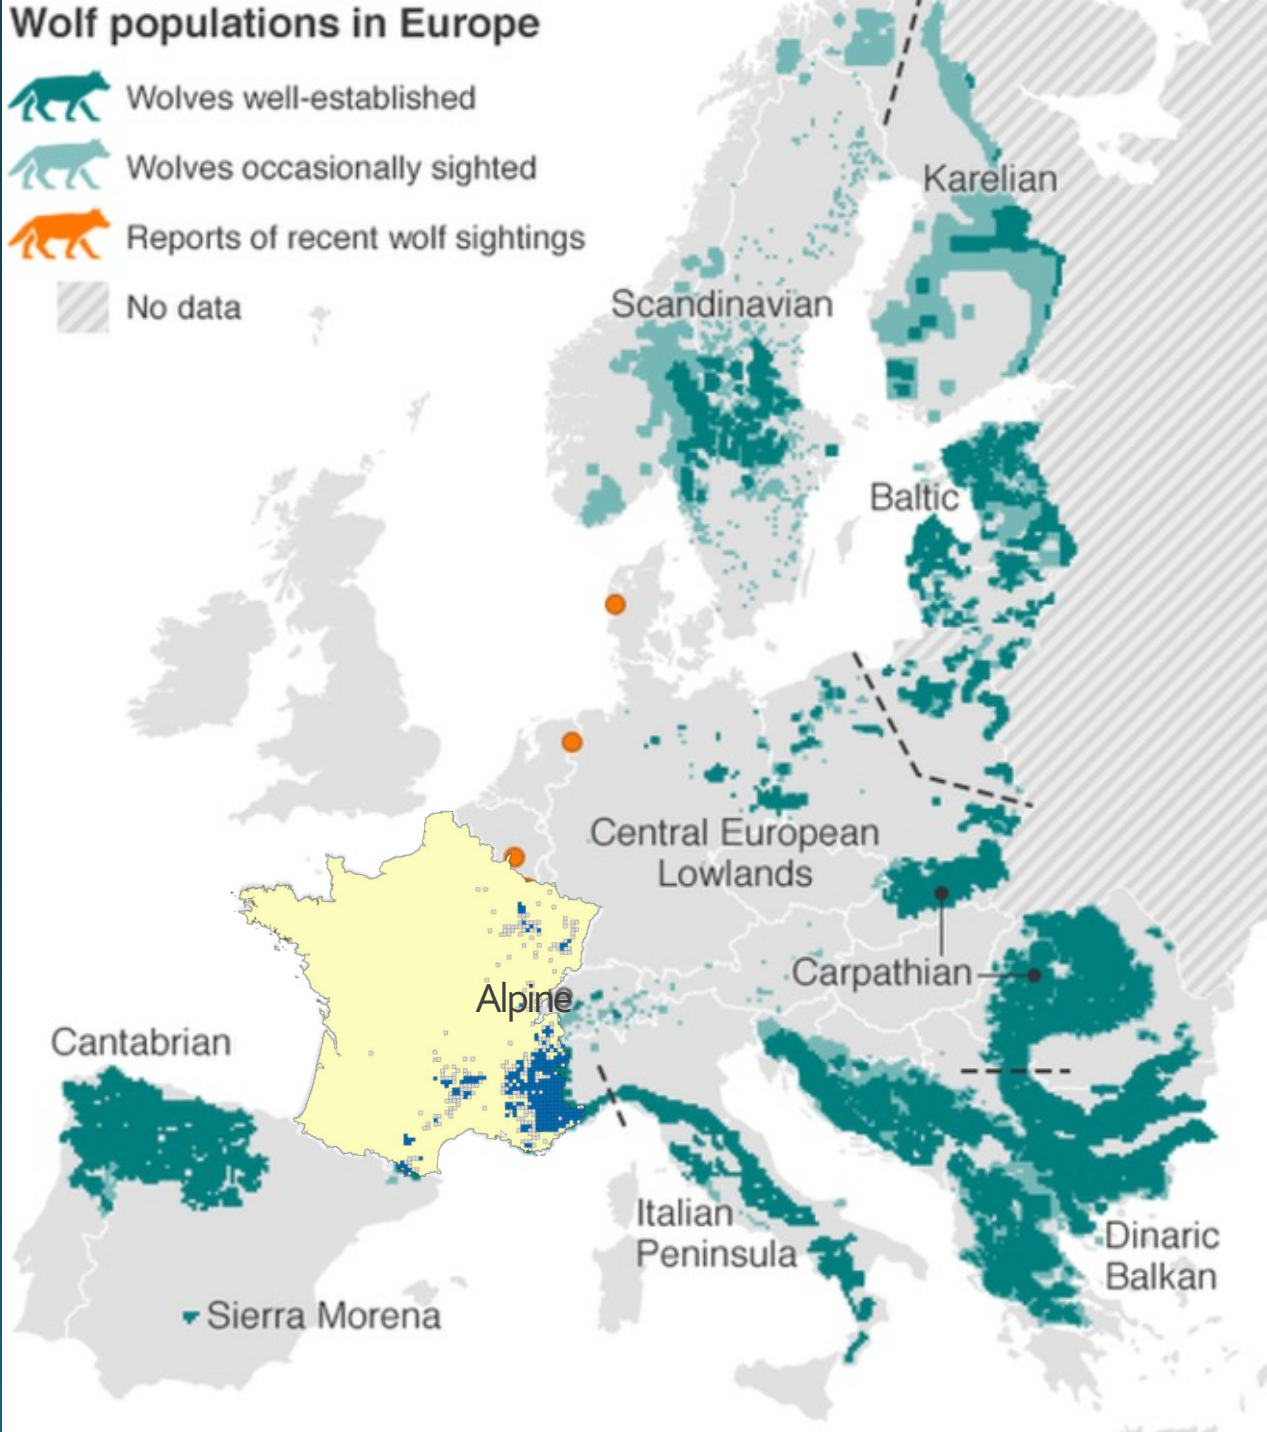 Wolf populations in Europe
Wolves well-established
Wolves occasionally sighted
Reports of recent wolf sightings
No data
Karelian
Scandinavian
Baltic
Central European
Lowlands
Carpathian
Alpine
Cantabrian
Italian
Peninsula
Dinaric
Balkan
Sierra Morena